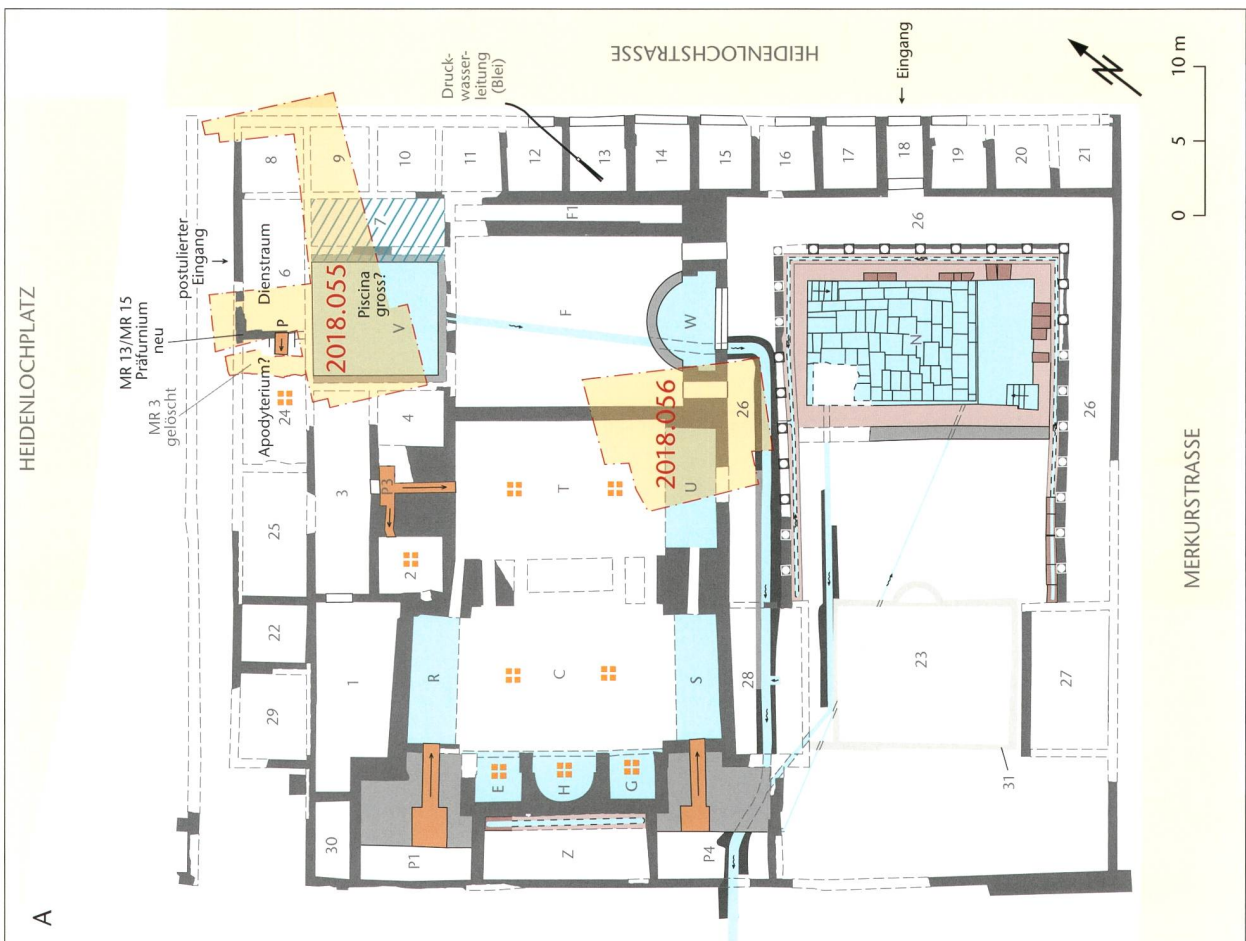 A
HEIDENLOCHPLATZ
HEIDENLOCHSTRASSE
MERKURSTRASSE
MR 13/MR 15
Präfurnium
neu
postulierter
Eingang
MR 3
gelöscht
Apodyterium?
Dienstraum
2018.055
Piscina
gross?
2018.056
Druck-
wasser-
leitung
(Blei)
Eingang
N
0
5
10 m
30
29
22
25
24
P
6
8
9
10
11
12
13
14
15
16
17
18
19
20
21
1
3
P3
2
4
V
7
F
F1
W
R
C
T
S
U
E
H
G
P1
Z
P4
28
26
26
26
N
23
27
31